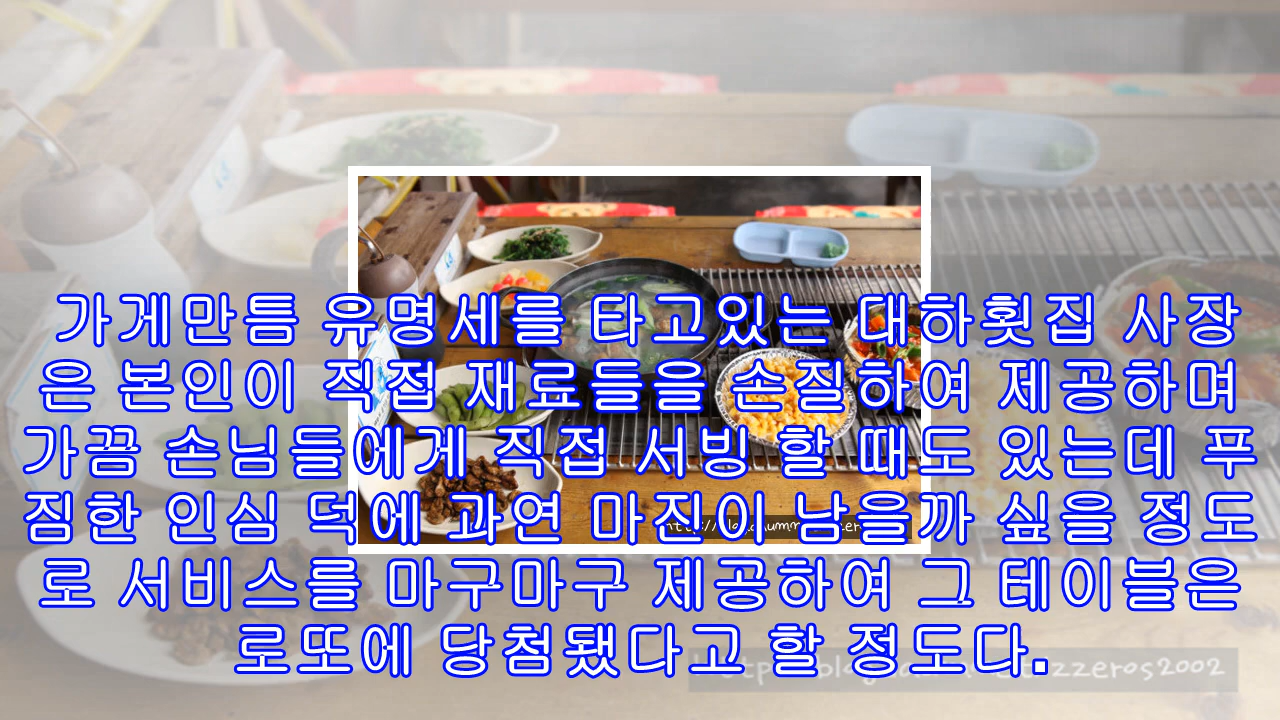 가게만틈 유명세를 타고있는 대하횟집 사장
은 본인이 직접 재료들을 손질하여 제공하며
가끔 손님들에게 직접 서빙 할 때도 있는데 푸
짐한 인심 덕에 과연 마진이 남을까 싶을 정도
로 서비스를 마구마구 제공하여 그 테이블은
로또에 당첨됐다고 할 정도다.